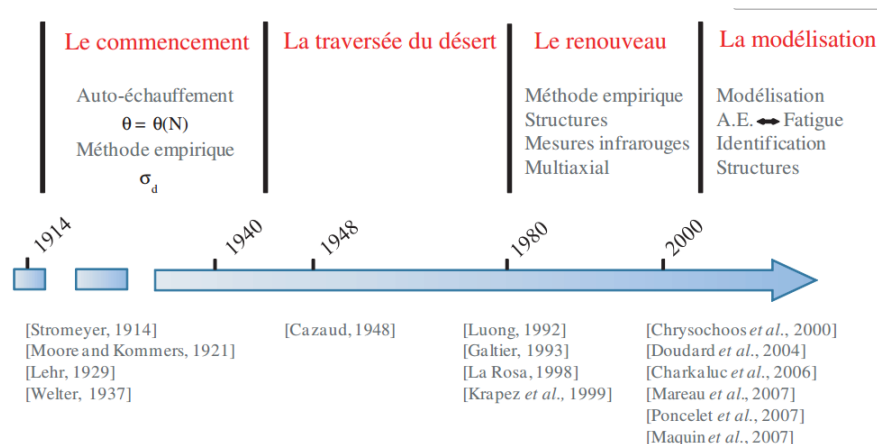 Le commencement
La traversée du désert
Le renouveau
La modélisation
Auto-échauffement
θ = θ(N)
Méthode empirique
σd
Méthode empirique
Structures
Mesures infrarouges
Multiaxial
Modélisation
A.E. ↔ Fatigue
Identification
Structures
1914
1940
1948
1980
2000
[Stromeyer, 1914]
[Moore and Kommers, 1921]
[Lehr, 1929]
[Welter, 1937]
[Cazaud, 1948]
[Luong, 1992]
[Galtier, 1993]
[La Rosa, 1998]
[Krapez et al., 1999]
[Chrysochoos et al., 2000]
[Doudard et al., 2004]
[Charkaluc et al., 2006]
[Mareau et al., 2007]
[Poncelet et al., 2007]
[Maquin et al., 2007]